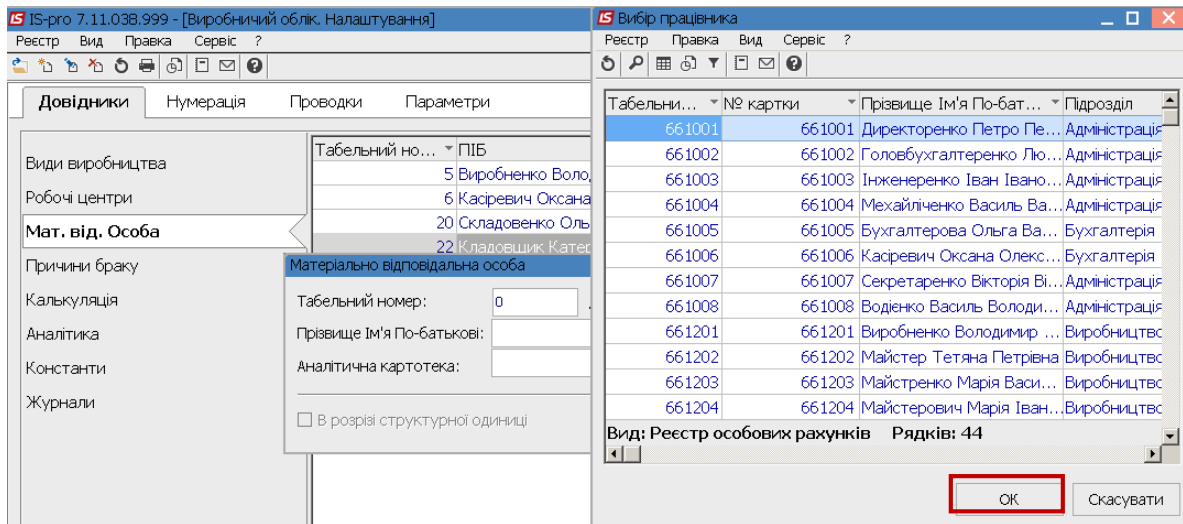 IS-pro 7.11.038.999 - [Виробничий облік. Налаштування]
Реєстр Вид Правка Сервіс ?
Довідники Нумерація Проводки Параметри
Види виробництва
Робочі центри
Мат. від. Особа
Причини браку
Калькуляція
Аналітика
Константи
Журнали
Табельний но... ПІБ
5 Виробненко Воло
6 Касіревич Оксана
20 Складовенко Оль
22 Кладовщик Катер
Матеріально відповідальна особа
Табельний номер: 0
Прізвище Ім'я По-батькові:
Аналітична картотека:
В розрізі структурної одиниці
Вибір працівника
Реєстр Правка Вид Сервіс ?
Табельни... № картки Прізвище Ім'я По-бат... Підрозділ
661001 661001 Директоренко Петро Пе... Адміністрація
661002 661002 Головбухгалтеренко Лю... Адміністрація
661003 661003 Інженеренко Іван Івано... Адміністрація
661004 661004 Мехайліченко Василь Ва... Адміністрація
661005 661005 Бухгалтерова Ольга Ва... Бухгалтерія
661006 661006 Касіревич Оксана Олекс... Бухгалтерія
661007 661007 Секретаренко Вікторія Ві... Адміністрація
661008 661008 Водієнко Василь Володи... Адміністрація
661201 661201 Виробненко Володимир ... Виробництво
661202 661202 Майстер Тетяна Петрівна Виробництво
661203 661203 Майстренко Марія Васи... Виробництво
661204 661204 Майстерович Марія Іван... Виробництво
Вид: Реєстр особових рахунків Рядків: 44
ОК Скасувати